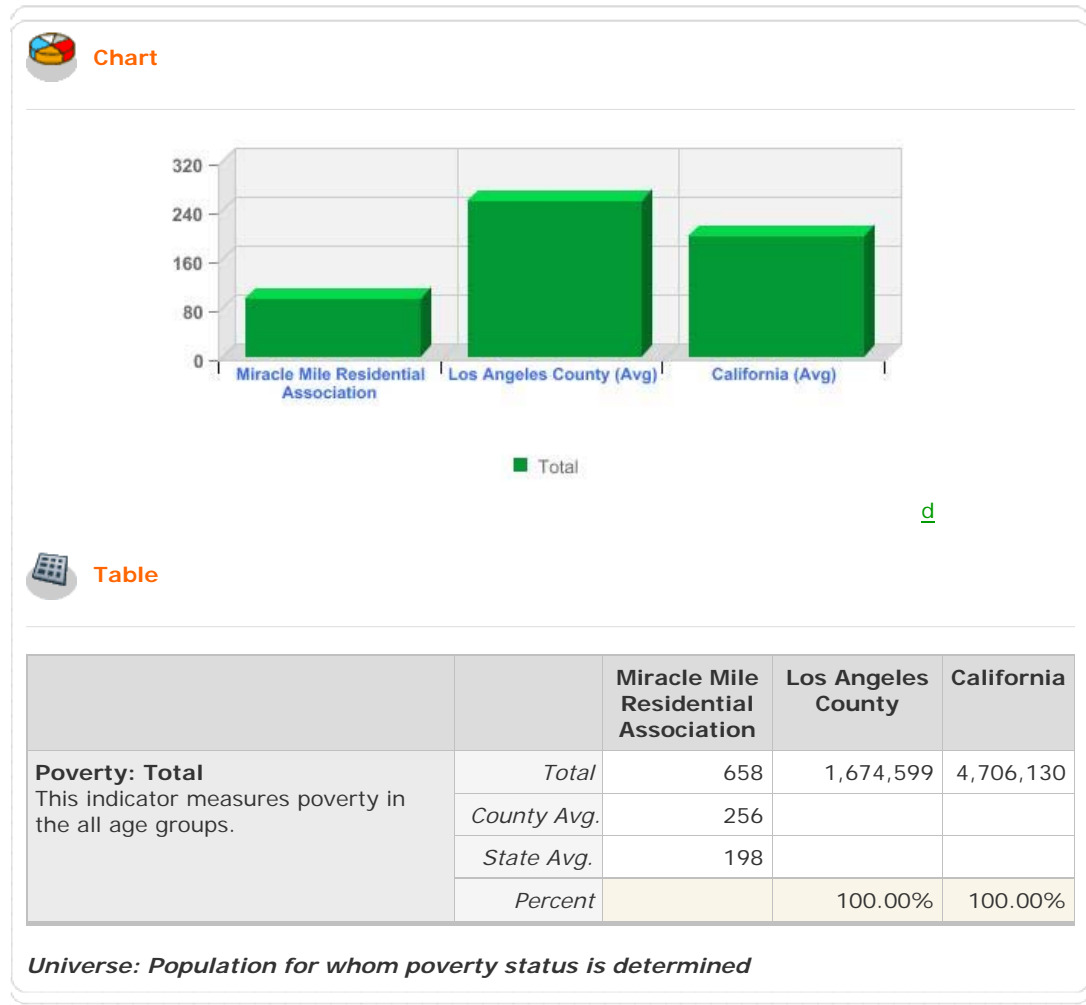 Chart
320
240
160
80
0
Miracle Mile Residential Association
Los Angeles County (Avg)
California (Avg)
Total
d
Table
Miracle Mile Residential Association
Los Angeles County
California
Poverty: Total
This indicator measures poverty in
the all age groups.
Total 658 1,674,599 4,706,130
County Avg. 256
State Avg. 198
Percent 100.00% 100.00%
Universe: Population for whom poverty status is determined